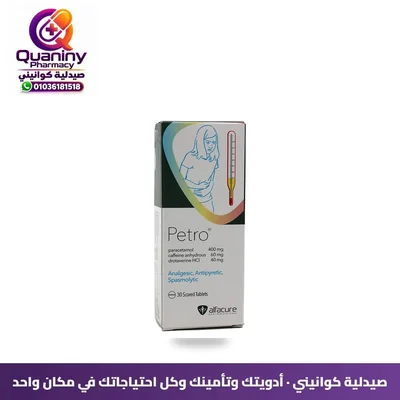 Quaniny
Pharmacy
صيدلية كوانيني
01036181518
Petro®
paracetamol 400 mg
caffeine anhydrous 60 mg
drotaverine HCl 40 mg
Analgesic, Antipyretic,
Spasmolytic
30 Scored Tablets
alfacure
صيدلية كوانيني - أدويتك وتأمينك وكل احتياجاتك في مكان واحد